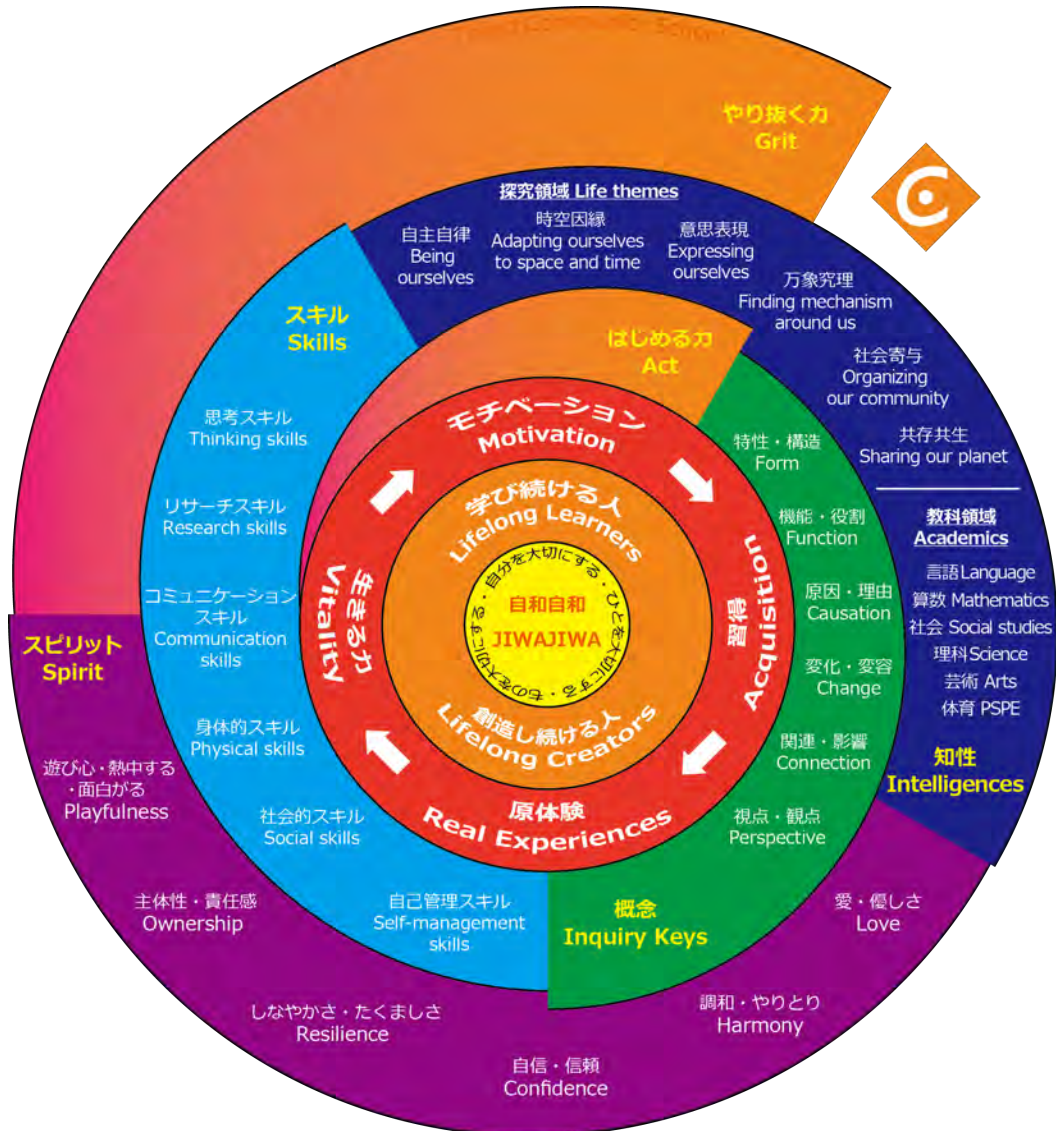 やり抜く力
Grit
探究領域 Life themes
自主自律
Being
ourselves
時空因縁
Adapting ourselves
to space and time
意思表現
Expressing
ourselves
万象究理
Finding mechanism
around us
社会寄与
Organizing
our community
共存共生
Sharing our planet
教科領域
Academics
言語Language
算数 Mathematics
社会 Social studies
理科Science
芸術 Arts
体育 PSPE
知性
Intelligences
スキル
Skills
思考スキル
Thinking skills
リサーチスキル
Research skills
コミュニケーション
スキル
Communication
skills
身体的スキル
Physical skills
社会的スキル
Social skills
自己管理スキル
Self-management
skills
はじめる力
Act
特性・構造
Form
機能・役割
Function
原因・理由
Causation
変化・変容
Change
関連・影響
Connection
視点・観点
Perspective
概念
Inquiry Keys
モチベーション
Motivation
習得
Acquisition
原体験
Real Experiences
生きる力
Vitality
学び続ける人
Lifelong Learners
創造し続ける人
Lifelong Creators
自分を大切にする・ひとを大切にする・ものを大切にする・
自和自和
JIWAJIWA
スピリット
Spirit
遊び心・熱中する
・面白がる
Playfulness
主体性・責任感
Ownership
しなやかさ・たくましさ
Resilience
自信・信頼
Confidence
調和・やりとり
Harmony
愛・優しさ
Love